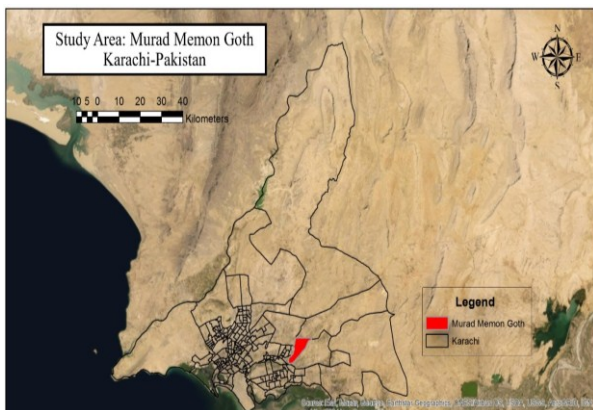 Study Area: Murad Memon Goth
Karachi-Pakistan
N
W E
S
10 5 0 10 20 30 40
Kilometers
Legend
Murad Memon Goth
Karachi